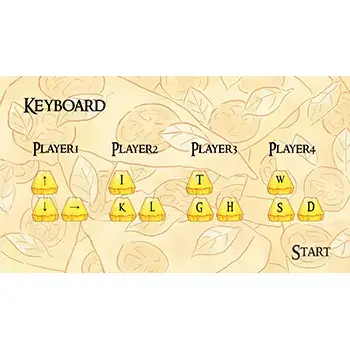 KEYBOARD
PLAYER1 PLAYER2 PLAYER3 PLAYER4
↑ I T W
↓ → K L G H S D
START